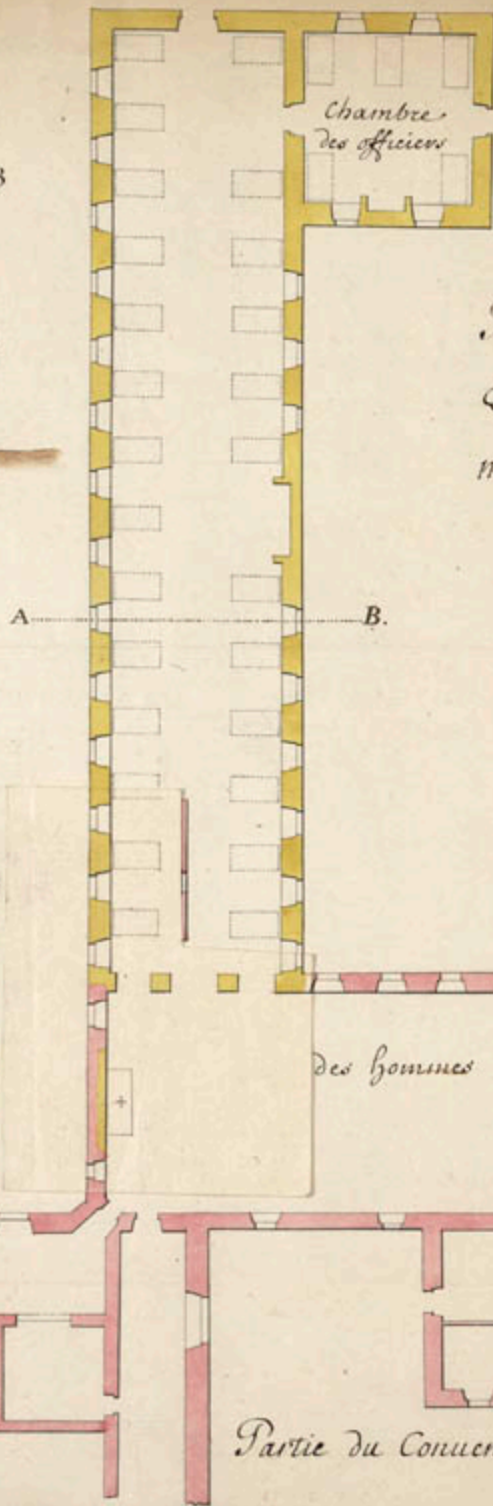 Chambre
des officiers
A
B.
des hommes
Partie du Conuen